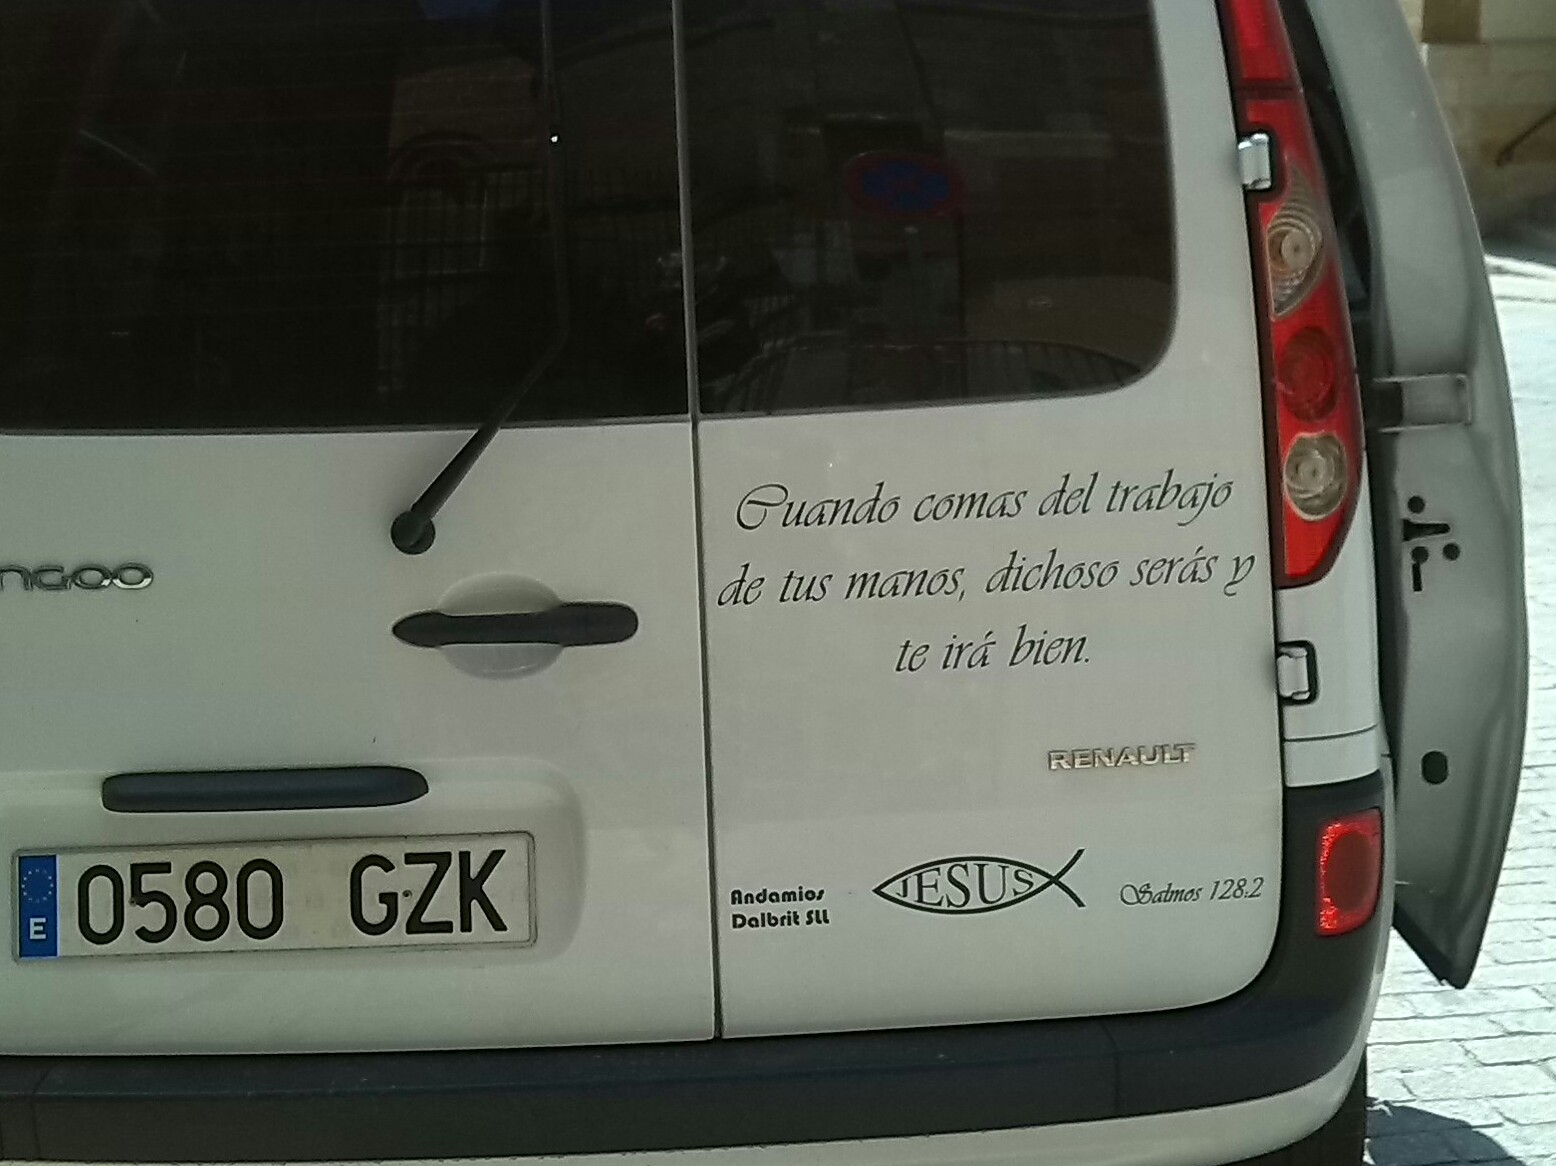 Cuando comas del trabajo
de tus manos, dichoso serás y
te irá bien.
NGOO
RENAULT
E 0580 GZK
Andamios
Dalbrit SLL
JESUS
Salmos 128:2